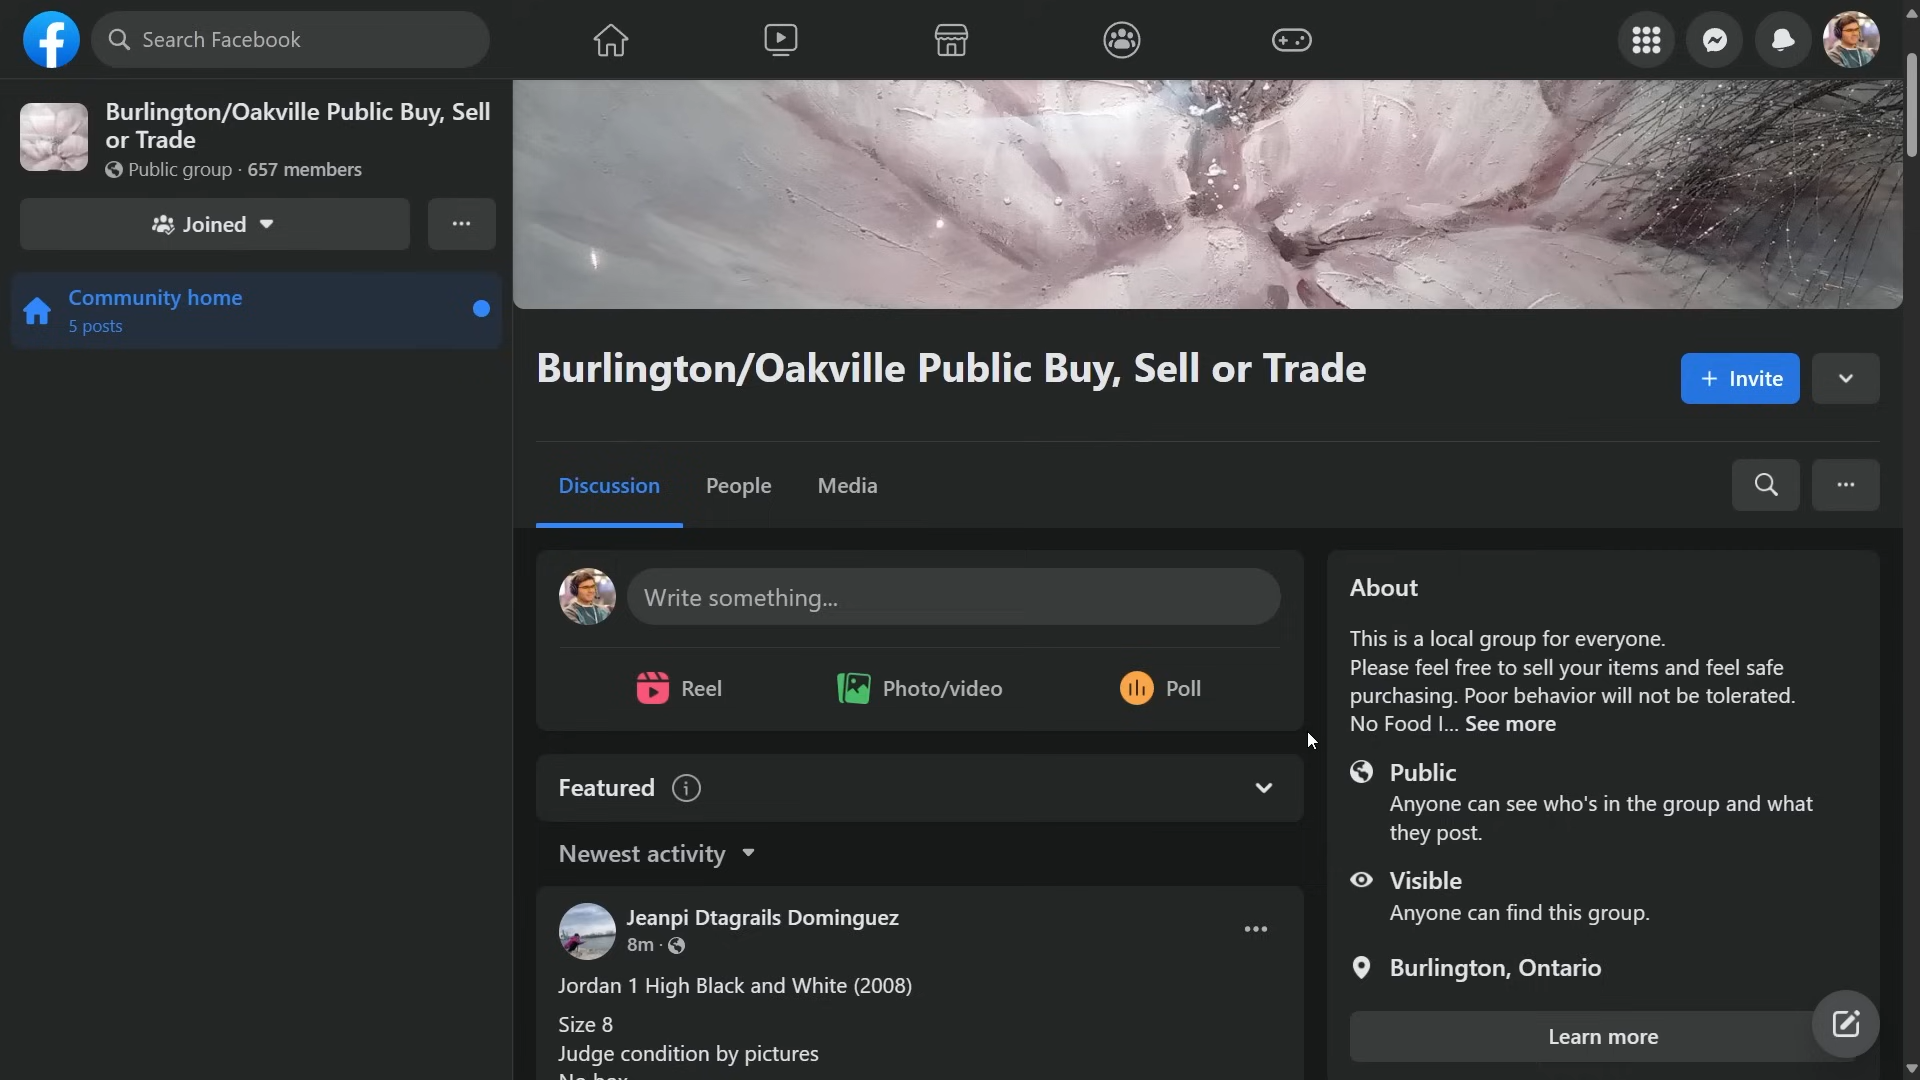 Search Facebook
Burlington/Oakville Public Buy, Sell
or Trade
Public group · 657 members
Joined
Community home
5 posts
Burlington/Oakville Public Buy, Sell or Trade
+ Invite
Discussion
People
Media
Write something...
Reel
Photo/video
Poll
Featured
Newest activity
Jeanpi Dtagrails Dominguez
8m ·
Jordan 1 High Black and White (2008)
Size 8
Judge condition by pictures
No box
About
This is a local group for everyone.
Please feel free to sell your items and feel safe
purchasing. Poor behavior will not be tolerated.
No Food I... See more
Public
Anyone can see who's in the group and what
they post.
Visible
Anyone can find this group.
Burlington, Ontario
Learn more